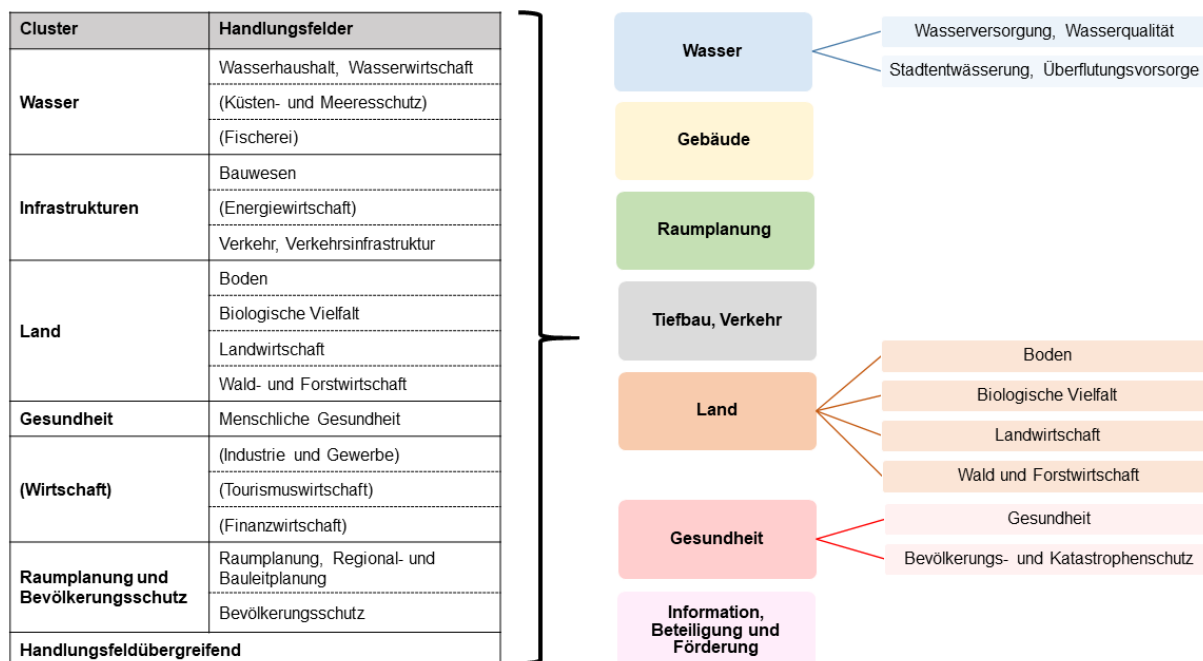 Cluster
Handlungsfelder
Wasser
Wasserhaushalt, Wasserwirtschaft
(Küsten- und Meeresschutz)
(Fischerei)
Infrastrukturen
Bauwesen
(Energiewirtschaft)
Verkehr, Verkehrsinfrastruktur
Land
Boden
Biologische Vielfalt
Landwirtschaft
Wald- und Forstwirtschaft
Gesundheit
Menschliche Gesundheit
(Wirtschaft)
(Industrie und Gewerbe)
(Tourismuswirtschaft)
(Finanzwirtschaft)
Raumplanung und
Bevölkerungsschutz
Raumplanung, Regional- und
Bauleitplanung
Bevölkerungsschutz
Handlungsfeldübergreifend
Wasser
Wasserversorgung, Wasserqualität
Stadtentwässerung, Überflutungsvorsorge
Gebäude
Raumplanung
Tiefbau, Verkehr
Land
Boden
Biologische Vielfalt
Landwirtschaft
Wald und Forstwirtschaft
Gesundheit
Gesundheit
Bevölkerungs- und Katastrophenschutz
Information,
Beteiligung und
Förderung